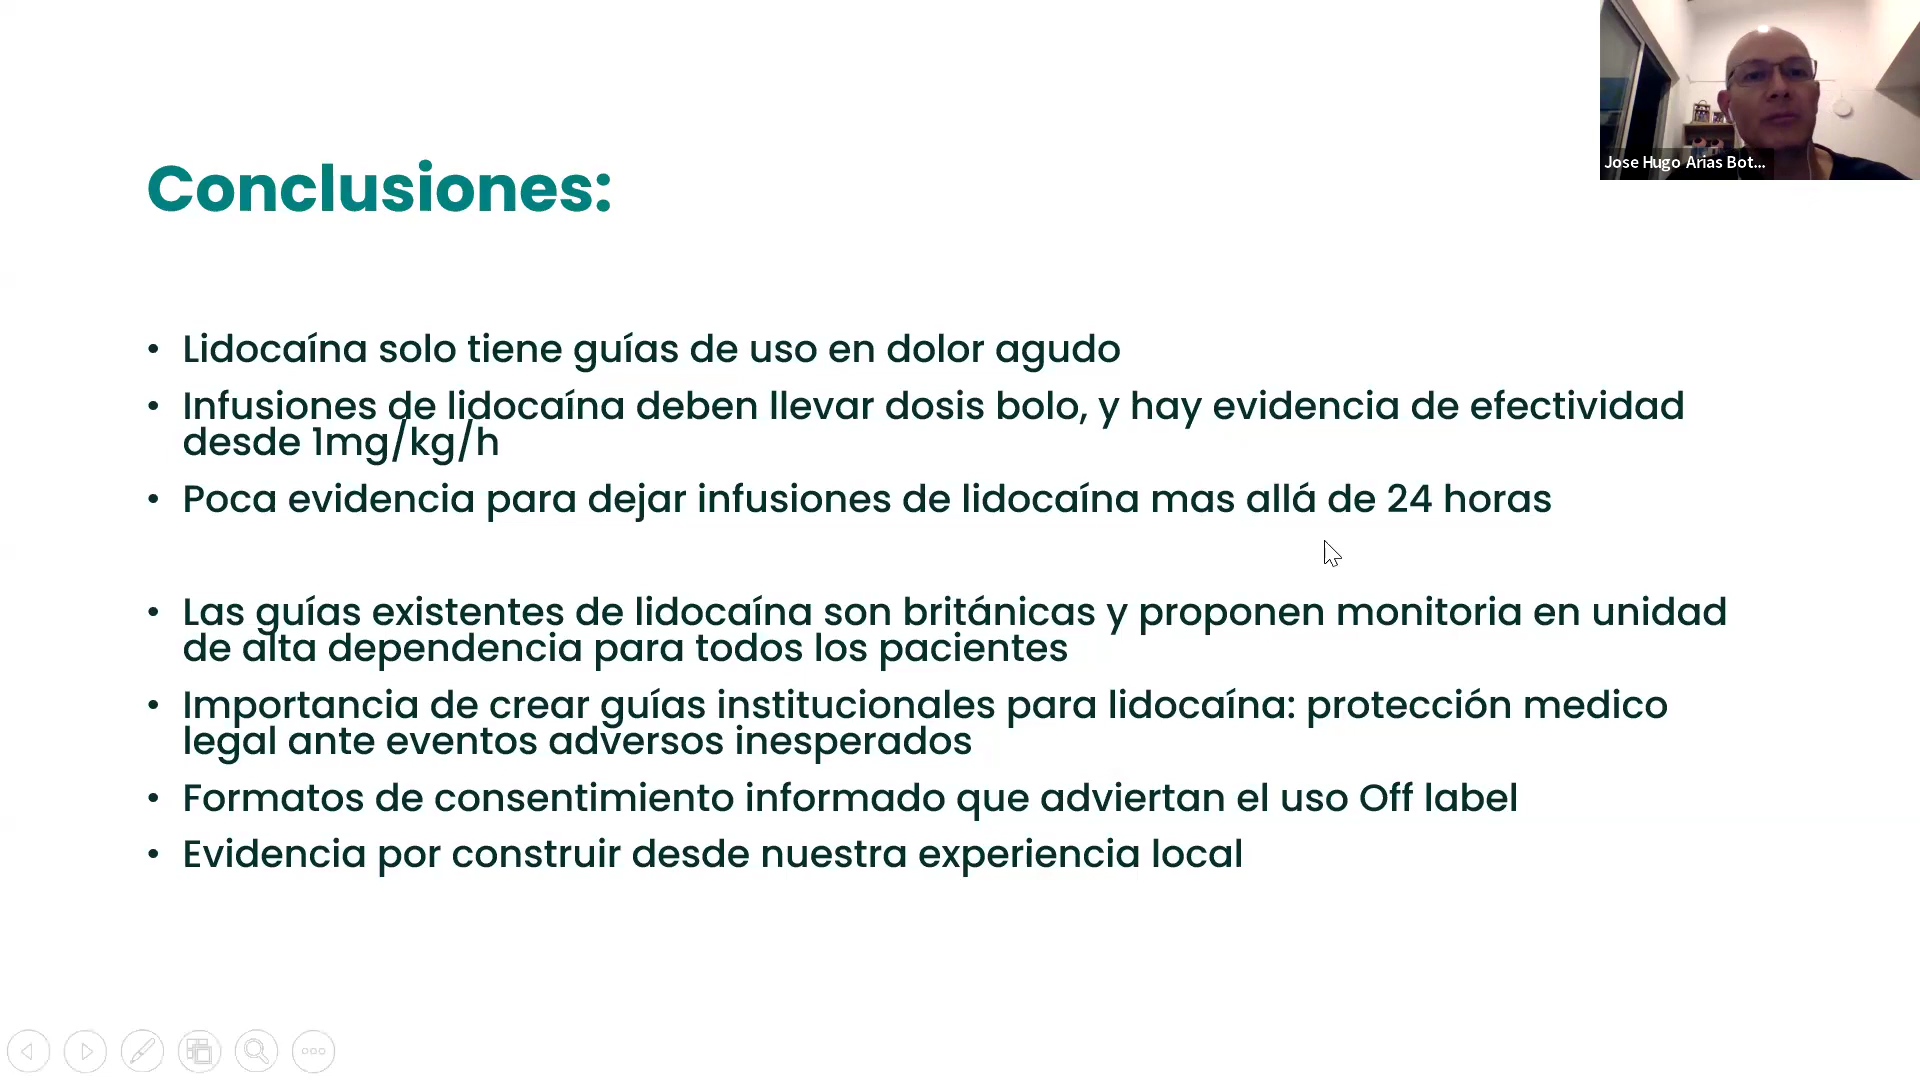 Jose Hugo Arias Bot...
Conclusiones:
• Lidocaína solo tiene guías de uso en dolor agudo
• Infusiones de lidocaína deben llevar dosis bolo, y hay evidencia de efectividad
desde 1mg/kg/h
• Poca evidencia para dejar infusiones de lidocaína mas allá de 24 horas
• Las guías existentes de lidocaína son británicas y proponen monitoria en unidad
de alta dependencia para todos los pacientes
• Importancia de crear guías institucionales para lidocaína: protección medico
legal ante eventos adversos inesperados
• Formatos de consentimiento informado que adviertan el uso Off label
• Evidencia por construir desde nuestra experiencia local